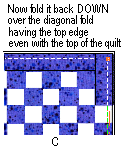 Now fold it back DOWN
over the diagonal fold
having the top edge
even with the top of the quilt
C